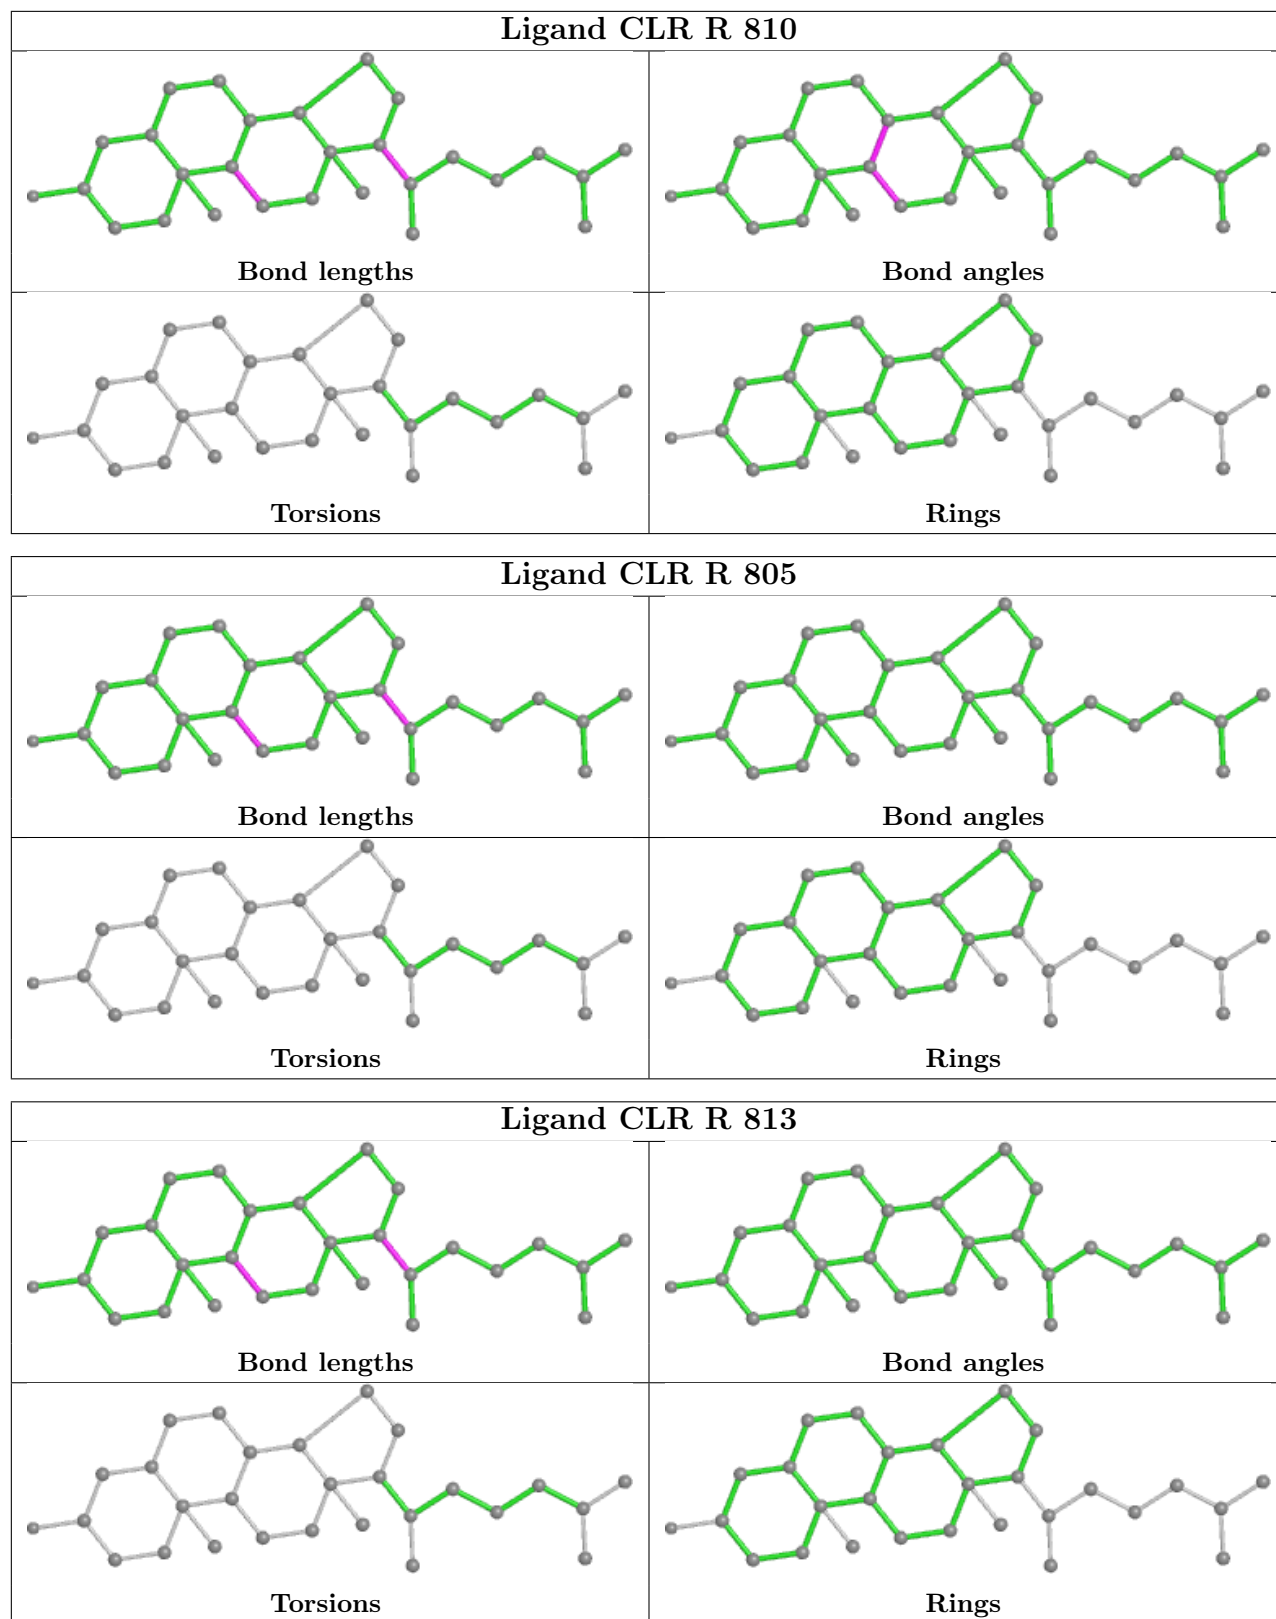 Ligand CLR R 810
Bond lengths
Bond angles
Torsions
Rings
Ligand CLR R 805
Bond lengths
Bond angles
Torsions
Rings
Ligand CLR R 813
Bond lengths
Bond angles
Torsions
Rings